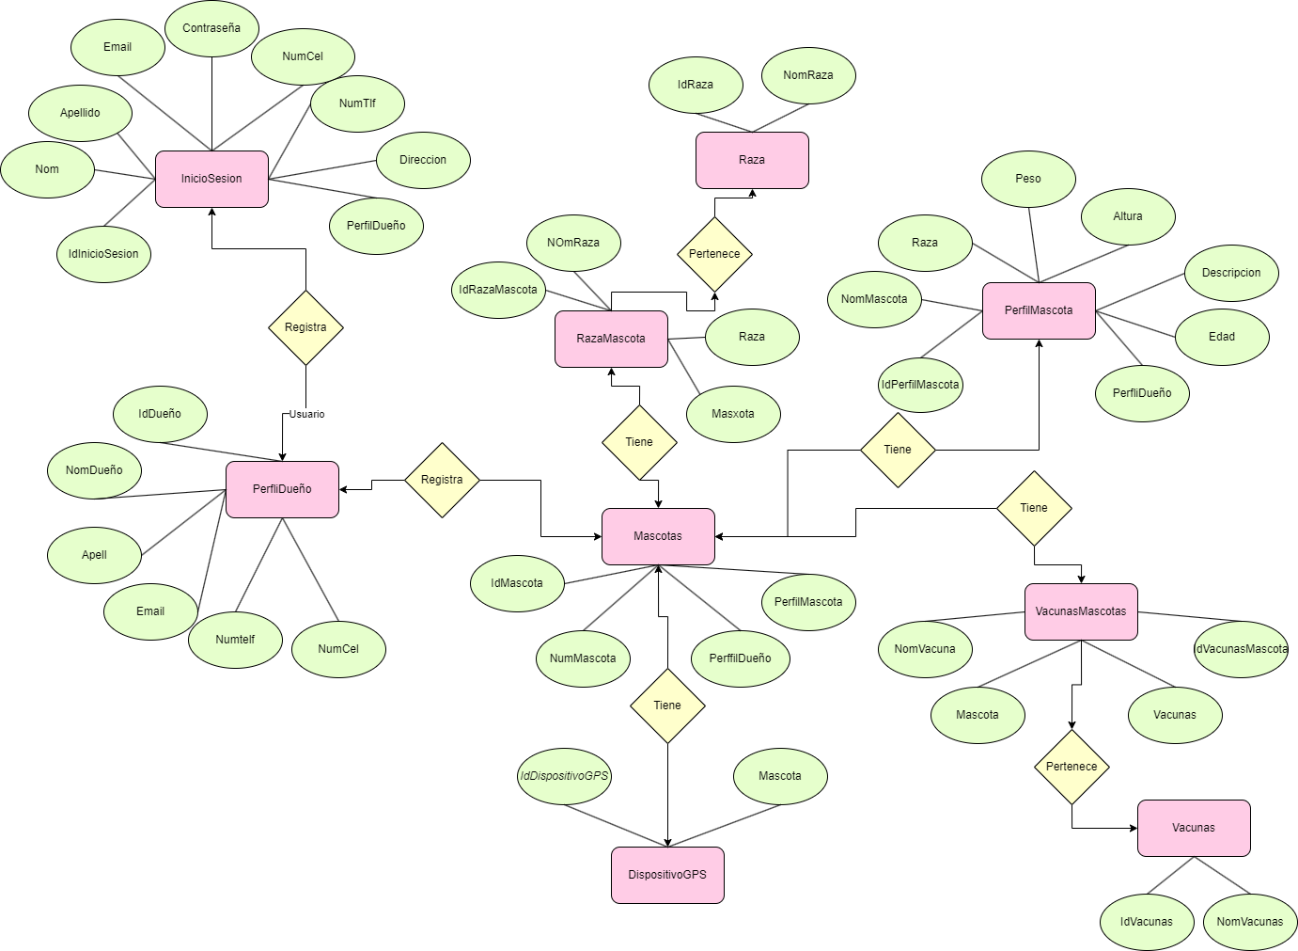 Contraseña
Email
NumCel
NumTlf
Apellido
Nom
InicioSesion
Direccion
PerfilDueño
IdInicioSesion
Registra
Usuario
IdDueño
NomDueño
PerfliDueño
Apell
Email
Numtelf
NumCel
Registra
IdRaza
NomRaza
Raza
Pertenece
NOmRaza
IdRazaMascota
RazaMascota
Raza
Masxota
Tiene
Mascotas
IdMascota
NumMascota
PerffilDueño
PerfilMascota
Tiene
IdDispositivoGPS
Mascota
DispositivoGPS
Peso
Altura
Raza
Descripcion
NomMascota
PerfilMascota
Edad
IdPerfilMascota
PerfliDueño
Tiene
Tiene
VacunasMascotas
NomVacuna
IdVacunasMascota
Mascota
Vacunas
Pertenece
Vacunas
IdVacunas
NomVacunas